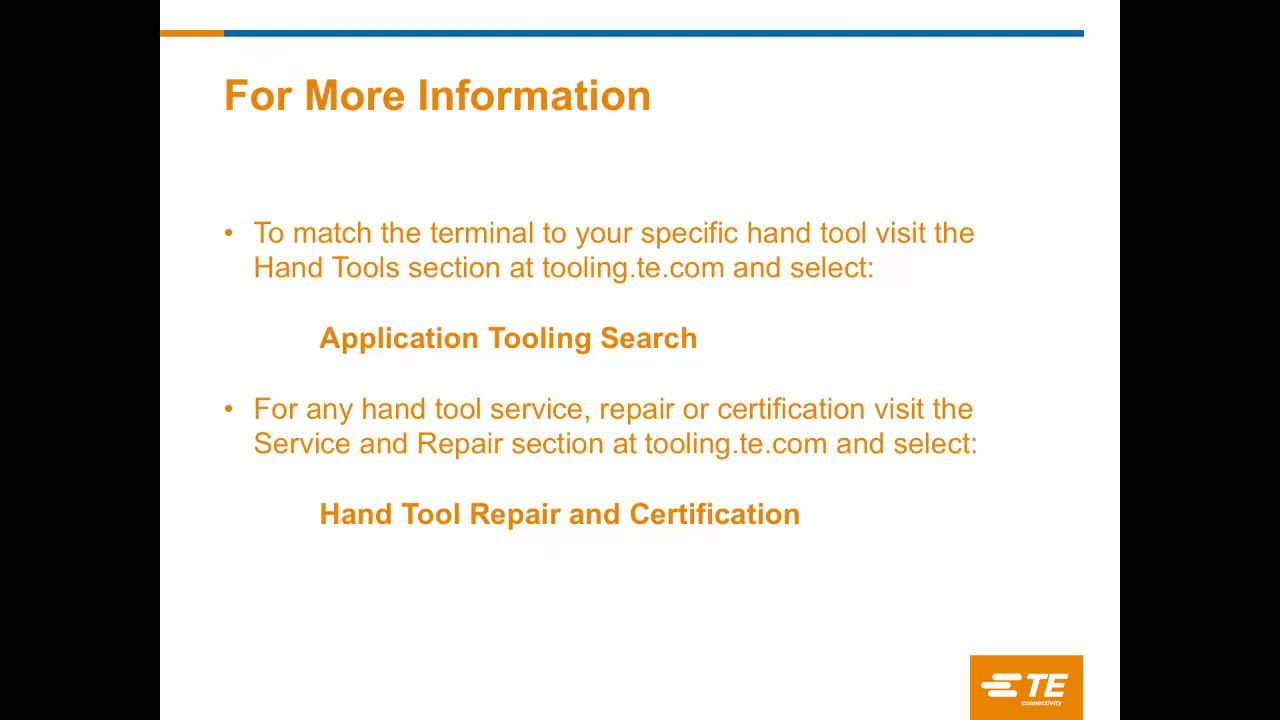 For More Information
• To match the terminal to your specific hand tool visit the
Hand Tools section at tooling.te.com and select:
Application Tooling Search
• For any hand tool service, repair or certification visit the
Service and Repair section at tooling.te.com and select:
Hand Tool Repair and Certification
TE
connectivity